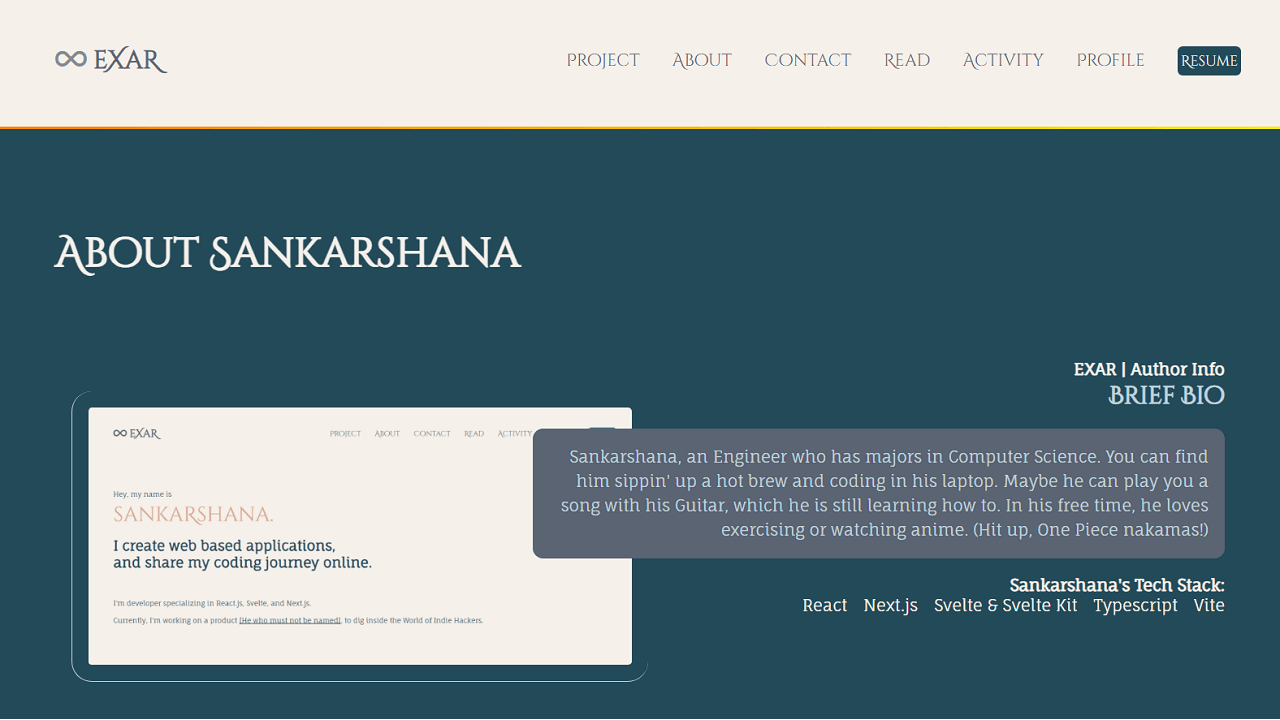 ∞ EXAR
PROJECT ABOUT CONTACT READ ACTIVITY PROFILE RESUME
ABOUT SANKARSHANA
EXAR | Author Info
BRIEF BIO
Sankarshana, an Engineer who has majors in Computer Science. You can find
him sippin' up a hot brew and coding in his laptop. Maybe he can play you a
song with his Guitar, which he is still learning how to. In his free time, he loves
exercising or watching anime. (Hit up, One Piece nakamas!)
Sankarshana's Tech Stack:
React Next.js Svelte & Svelte Kit Typescript Vite
∞ EXAR
PROJECT ABOUT CONTACT READ ACTIVITY
Hey, my name is
SANKARSHANA.
I create web based applications,
and share my coding journey online.
I'm developer specializing in React.js, Svelte, and Next.js.
Currently, I'm working on a product [He who must not be named], to dig inside the World of Indie Hackers.